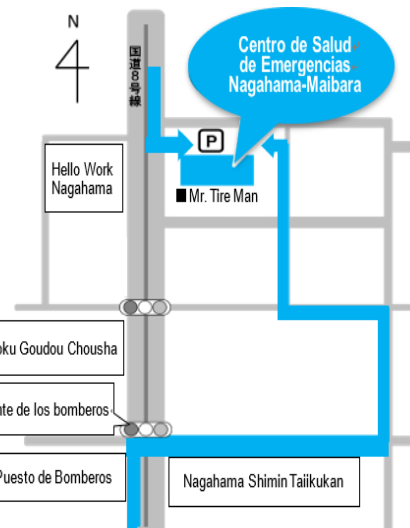 N
国道8号線
Centro de Salud
de Emergencias
Nagahama-Maibara
P
Hello Work
Nagahama
Mr. Tire Man
oku Goudou Chousha
nte de los bomberos
Puesto de Bomberos
Nagahama Shimin Taiikukan